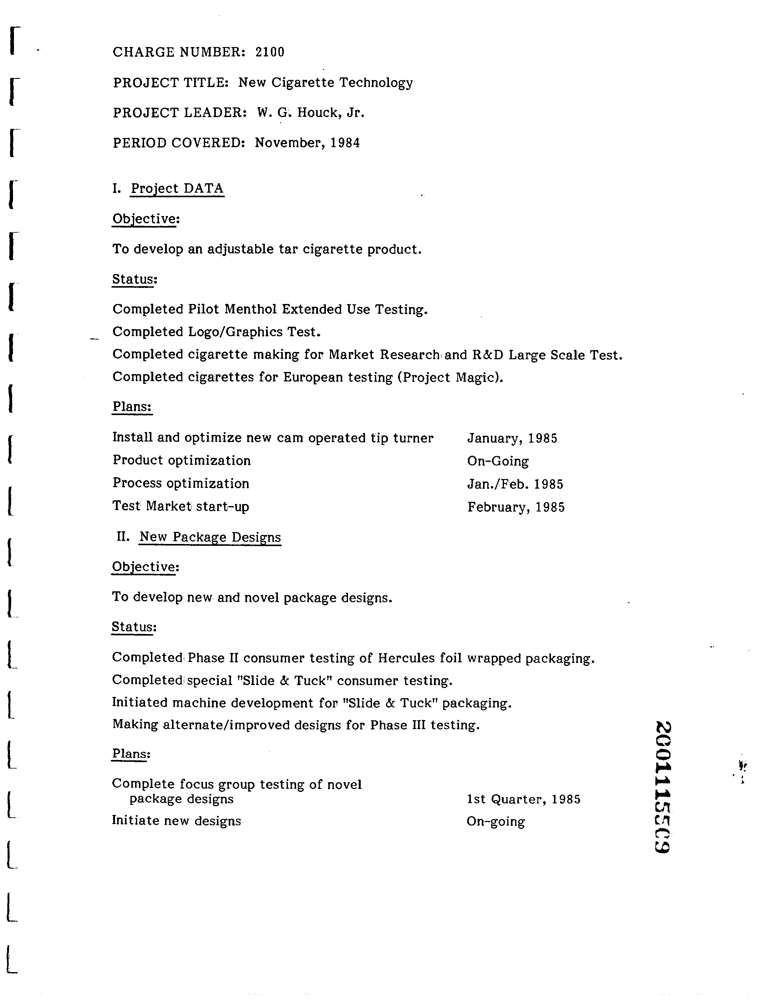 CHARGE NUMBER: 2100
PROJECT TITLE: New Cigarette Technology
PROJECT LEADER: W. G. Houck, Jr.
PERIOD COVERED: November, 1984
I. Project DATA
Objective:
To develop an adjustable tar cigarette product.
Status:
Completed Pilot Menthol Extended Use Testing.
Completed Logo/Graphics Test.
Completed cigarette making for Market Research and R&D Large Scale Test.
Completed cigarettes for European testing (Project Magic).
Plans:
Install and optimize new cam operated tip turner January, 1985
Product optimization On-Going
Process optimization Jan./Feb. 1985
Test Market start-up February, 1985
II. New Package Designs
Objective:
To develop new and novel package designs.
Status:
Completed Phase II consumer testing of Hercules foil wrapped packaging.
Completed special "Slide & Tuck" consumer testing.
Initiated machine development for "Slide & Tuck" packaging.
Making alternate/improved designs for Phase III testing.
Plans:
Complete focus group testing of novel
package designs 1st Quarter, 1985
Initiate new designs On-going
2001115509